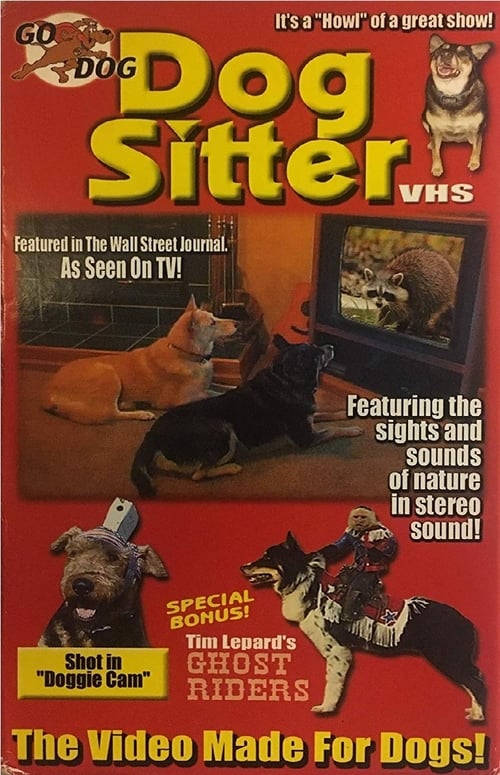 GO DOG
It's a "Howl" of a great show!
Dog
Sitter
VHS
Featured in The Wall Street Journal.
As Seen On TV!
Featuring the
sights and
sounds
of nature
in stereo
sound!
SPECIAL
BONUS!
Tim Lepard's
GHOST
RIDERS
Shot in
"Doggie Cam"
The Video Made For Dogs!